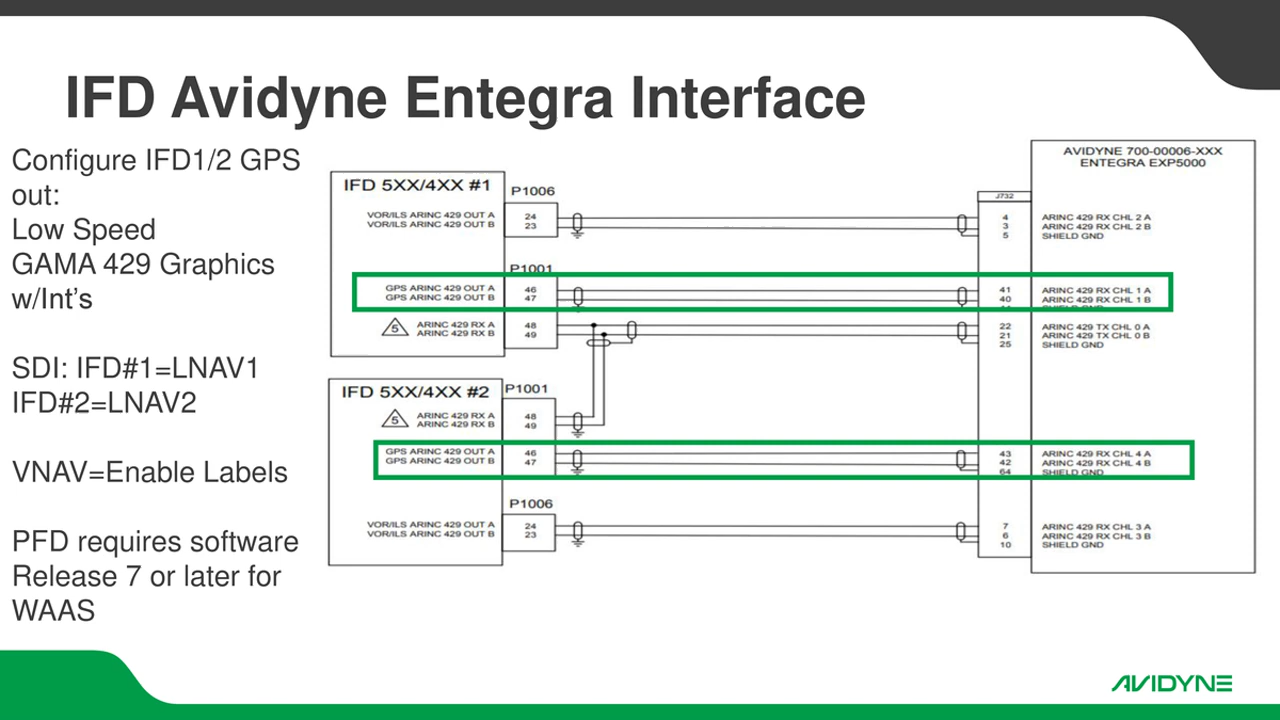 IFD Avidyne Entegra Interface
Configure IFD1/2 GPS
out:
Low Speed
GAMA 429 Graphics
w/Int’s
SDI: IFD#1=LNAV1
IFD#2=LNAV2
VNAV=Enable Labels
PFD requires software
Release 7 or later for
WAAS
IFD 5XX/4XX #1
P1006
VOR/ILS ARINC 429 OUT A 24
VOR/ILS ARINC 429 OUT B 23
P1001
GPS ARINC 429 OUT A 46
GPS ARINC 429 OUT B 47
5
ARINC 429 RX A 48
ARINC 429 RX B 49
IFD 5XX/4XX #2
P1001
5
ARINC 429 RX A 48
ARINC 429 RX B 49
GPS ARINC 429 OUT A 46
GPS ARINC 429 OUT B 47
P1006
VOR/ILS ARINC 429 OUT A 24
VOR/ILS ARINC 429 OUT B 23
AVIDYNE 700-00006-XXX
ENTEGRA EXP5000
J732
4 ARINC 429 RX CHL 2 A
3 ARINC 429 RX CHL 2 B
5 SHIELD GND
41 ARINC 429 RX CHL 1 A
40 ARINC 429 RX CHL 1 B
SHIELD GND
22 ARINC 429 TX CHL 0 A
21 ARINC 429 TX CHL 0 B
25 SHIELD GND
43 ARINC 429 RX CHL 4 A
42 ARINC 429 RX CHL 4 B
64 SHIELD GND
7 ARINC 429 RX CHL 3 A
6 ARINC 429 RX CHL 3 B
10 SHIELD GND
AVIDYNE